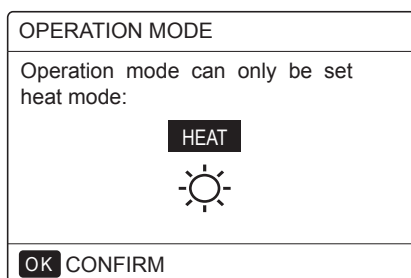 OPERATION MODE
Operation mode can only be set
heat mode:
HEAT
OK CONFIRM